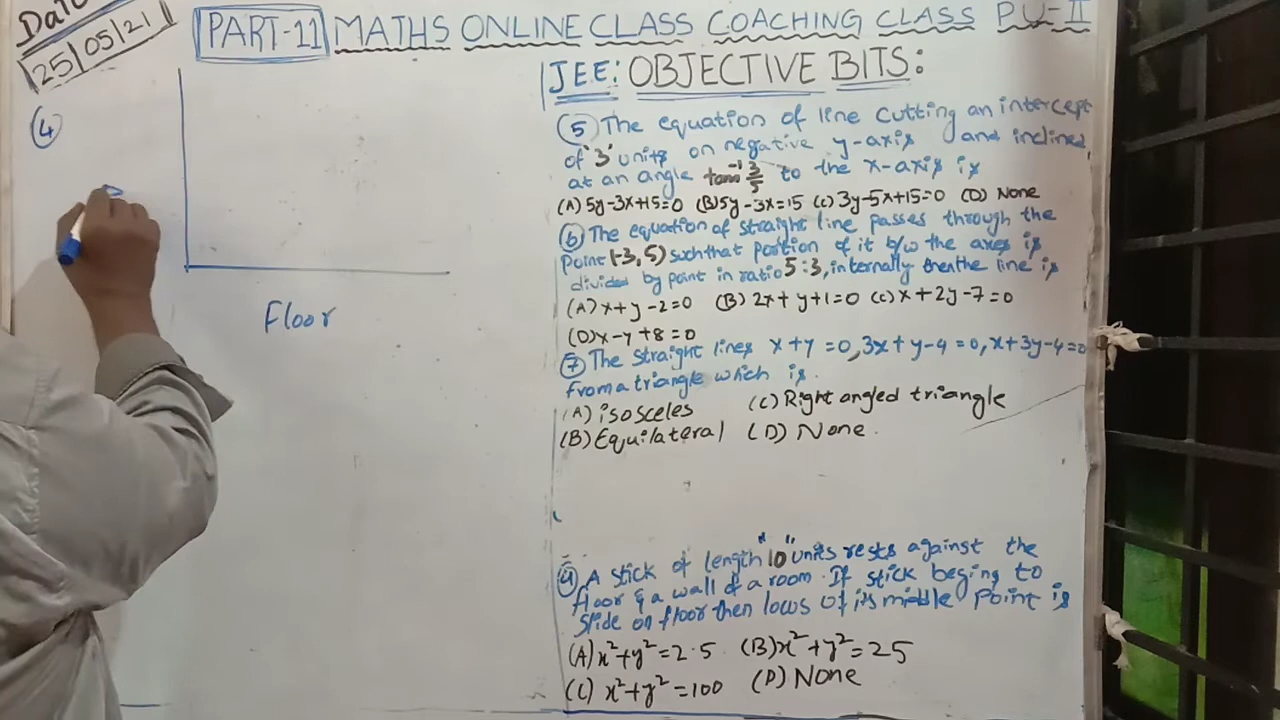 Date
25/05/21
PART-11 MATHS ONLINE CLASS COACHING CLASS P.U-II
JEE: OBJECTIVE BITS:
4
Floor
5 The equation of line cutting an intercept
of '3' units on negative y-axis and inclined
at an angle tan⁻¹ 3/5 to the x-axis is
(A) 5y-3x+15=0 (B) 5y-3x=15 (C) 3y-5x+15=0 (D) None
6 The equation of straight line passes through the
Point (-3,5) such that portion of it b/w the axes is
divided by point in ratio 5:3, internally then the line is
(A) x+y-2=0 (B) 2x+y+1=0 (C) x+2y-7=0
(D) x-y+8=0
7 The straight lines x+y=0, 3x+y-4=0, x+3y-4=0
from a triangle which is.
(A) isosceles (C) Right angled triangle
(B) Equilateral (D) None.
4 A stick of length "10" units rests against the
floor & a wall of a room. If stick begins to
slide on floor then locus of its middle point is
(A) x²+y²=2.5 (B) x²+y²=25
(C) x²+y²=100 (D) None